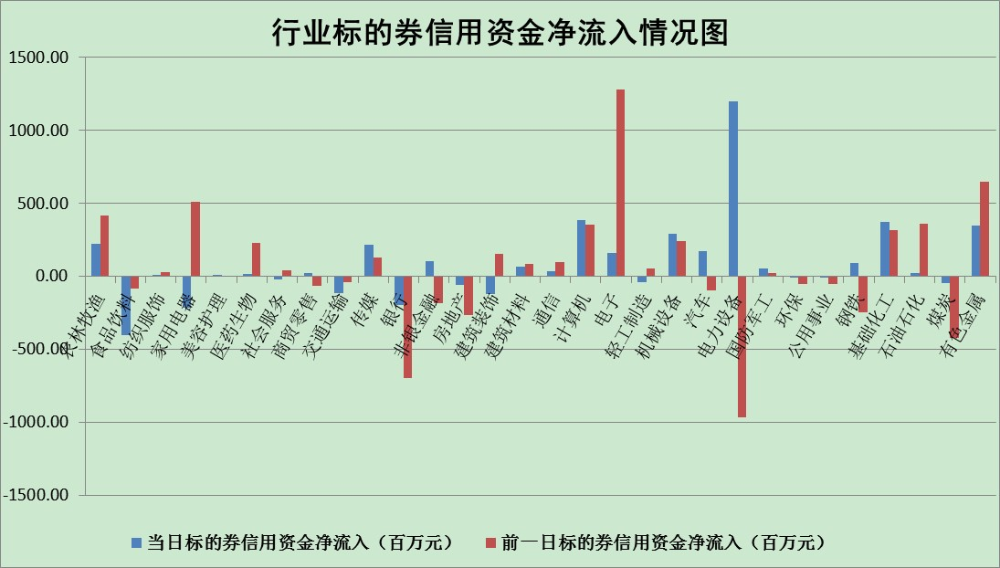 行业标的券信用资金净流入情况图
1500.00
1000.00
500.00
0.00
-500.00
-1000.00
-1500.00
农林牧渔
食品饮料
纺织服饰
家用电器
美容护理
医药生物
社会服务
商贸零售
交通运输
传媒
银行
非银金融
房地产
建筑装饰
建筑材料
通信
计算机
电子
轻工制造
机械设备
汽车
电力设备
国防军工
环保
公用事业
钢铁
基础化工
石油石化
煤炭
有色金属
当日标的券信用资金净流入（百万元）
前一日标的券信用资金净流入（百万元）